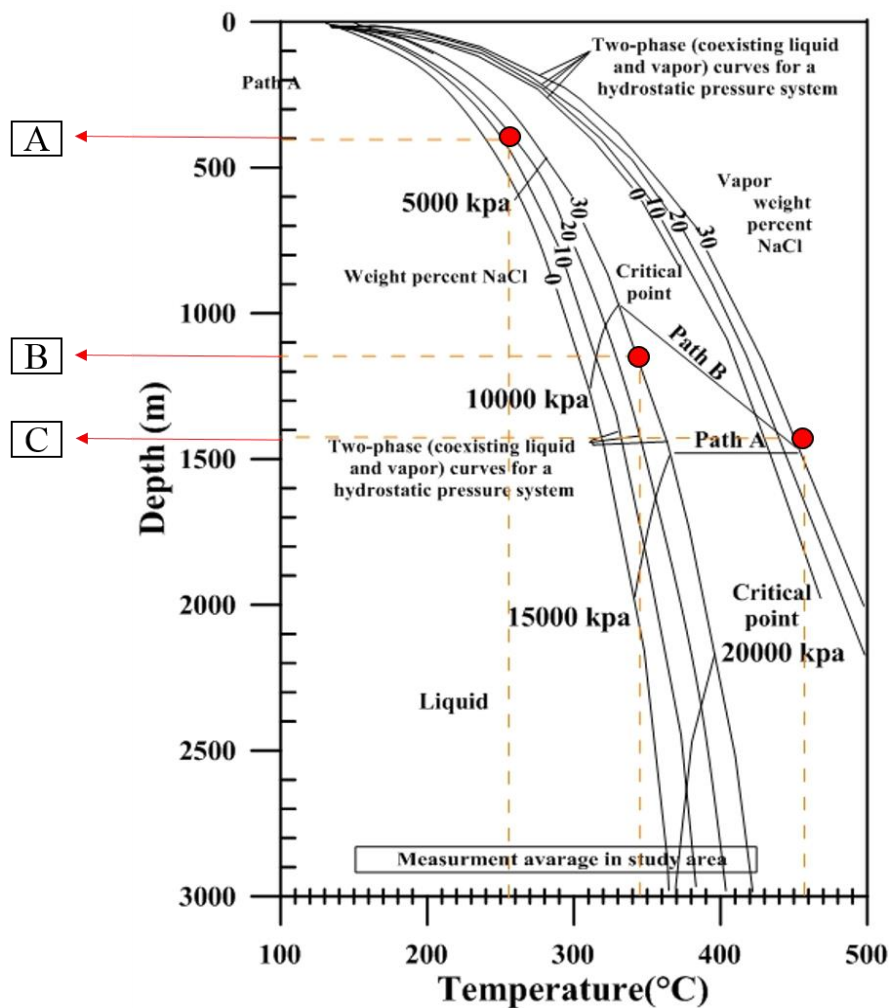 0
Two-phase (coexisting liquid
and vapor) curves for a
hydrostatic pressure system
Path A
A
500
5000 kpa
Vapor
weight
percent
NaCl
0
10
20
30
30
20
10
0
Weight percent NaCl
Critical
point
1000
B
Path B
10000 kpa
C
Path A
1500
Two-phase (coexisting liquid
and vapor) curves for a
hydrostatic pressure system
Depth (m)
2000
15000 kpa
Critical
point
20000 kpa
Liquid
2500
Measurment avarage in study area
3000
100
200
300
400
500
Temperature(°C)